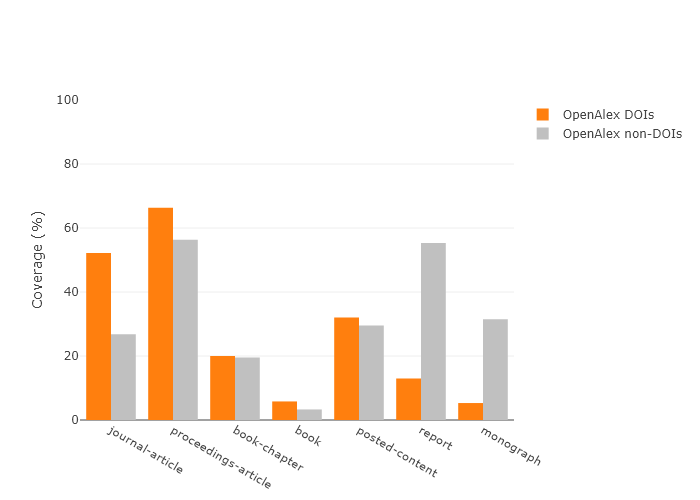 100
80
60
40
20
0
Coverage (%)
journal-article
proceedings-article
book-chapter
book
posted-content
report
monograph
OpenAlex DOIs
OpenAlex non-DOIs